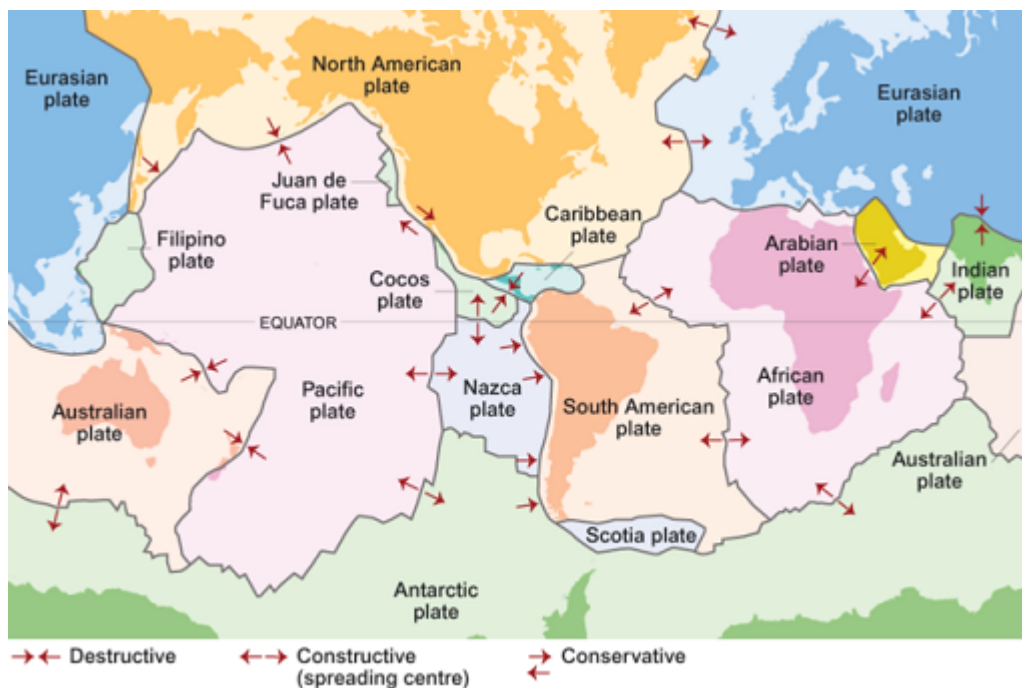 North American
plate
Eurasian
plate
Eurasian
plate
Juan de
Fuca plate
Caribbean
plate
Filipino
plate
Arabian
plate
Cocos
plate
Indian
plate
EQUATOR
Pacific
plate
Nazca
plate
African
plate
Australian
plate
South American
plate
Australian
plate
Scotia plate
Antarctic
plate
Destructive
Constructive
(spreading centre)
Conservative